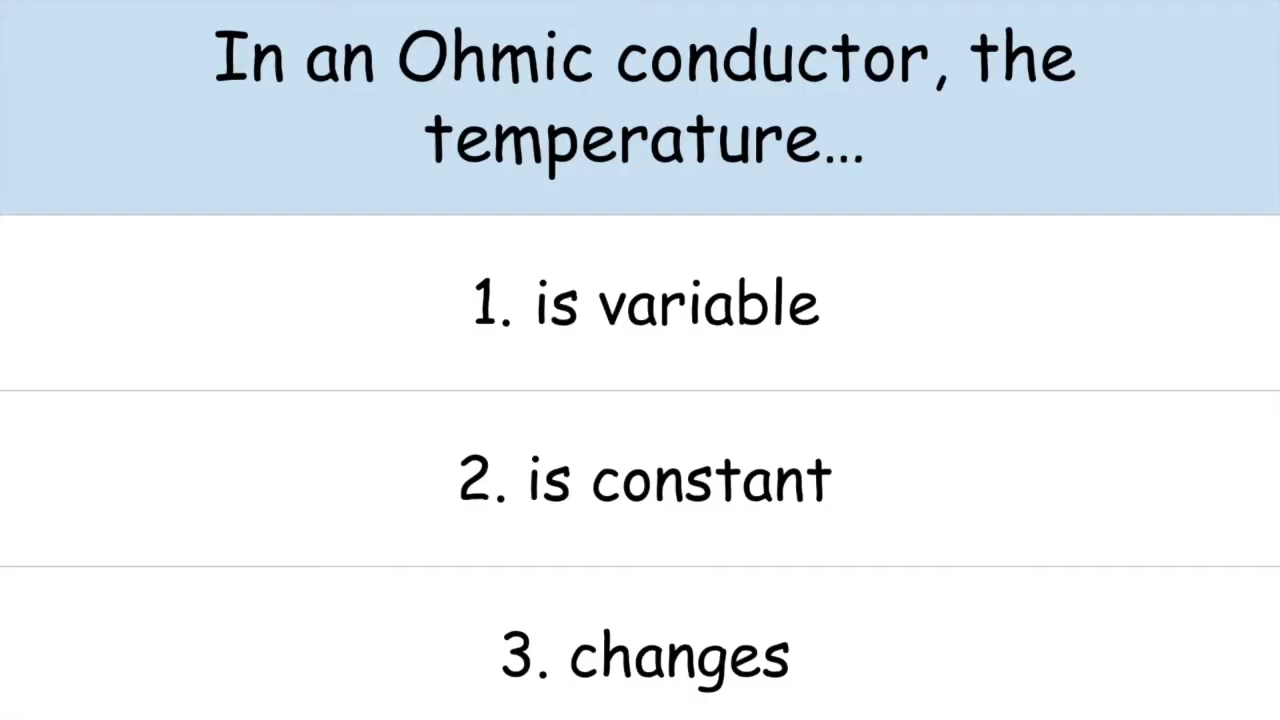 In an Ohmic conductor, the
temperature...
1. is variable
2. is constant
3. changes